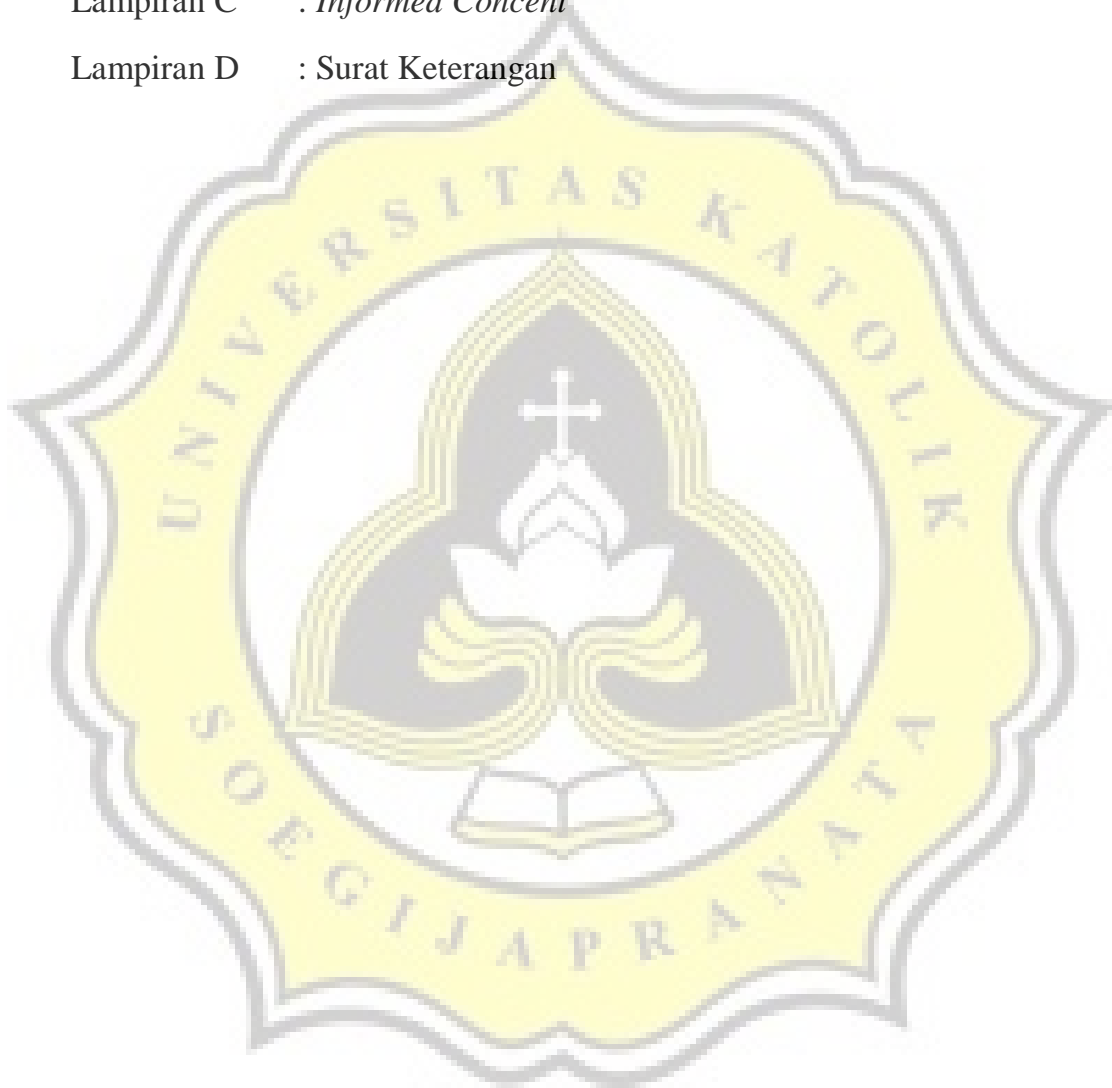 Lampiran C : Informed Concent
Lampiran D : Surat Keterangan
UNIVERSITAS KATOLIK
SOEGIJAPRANATA